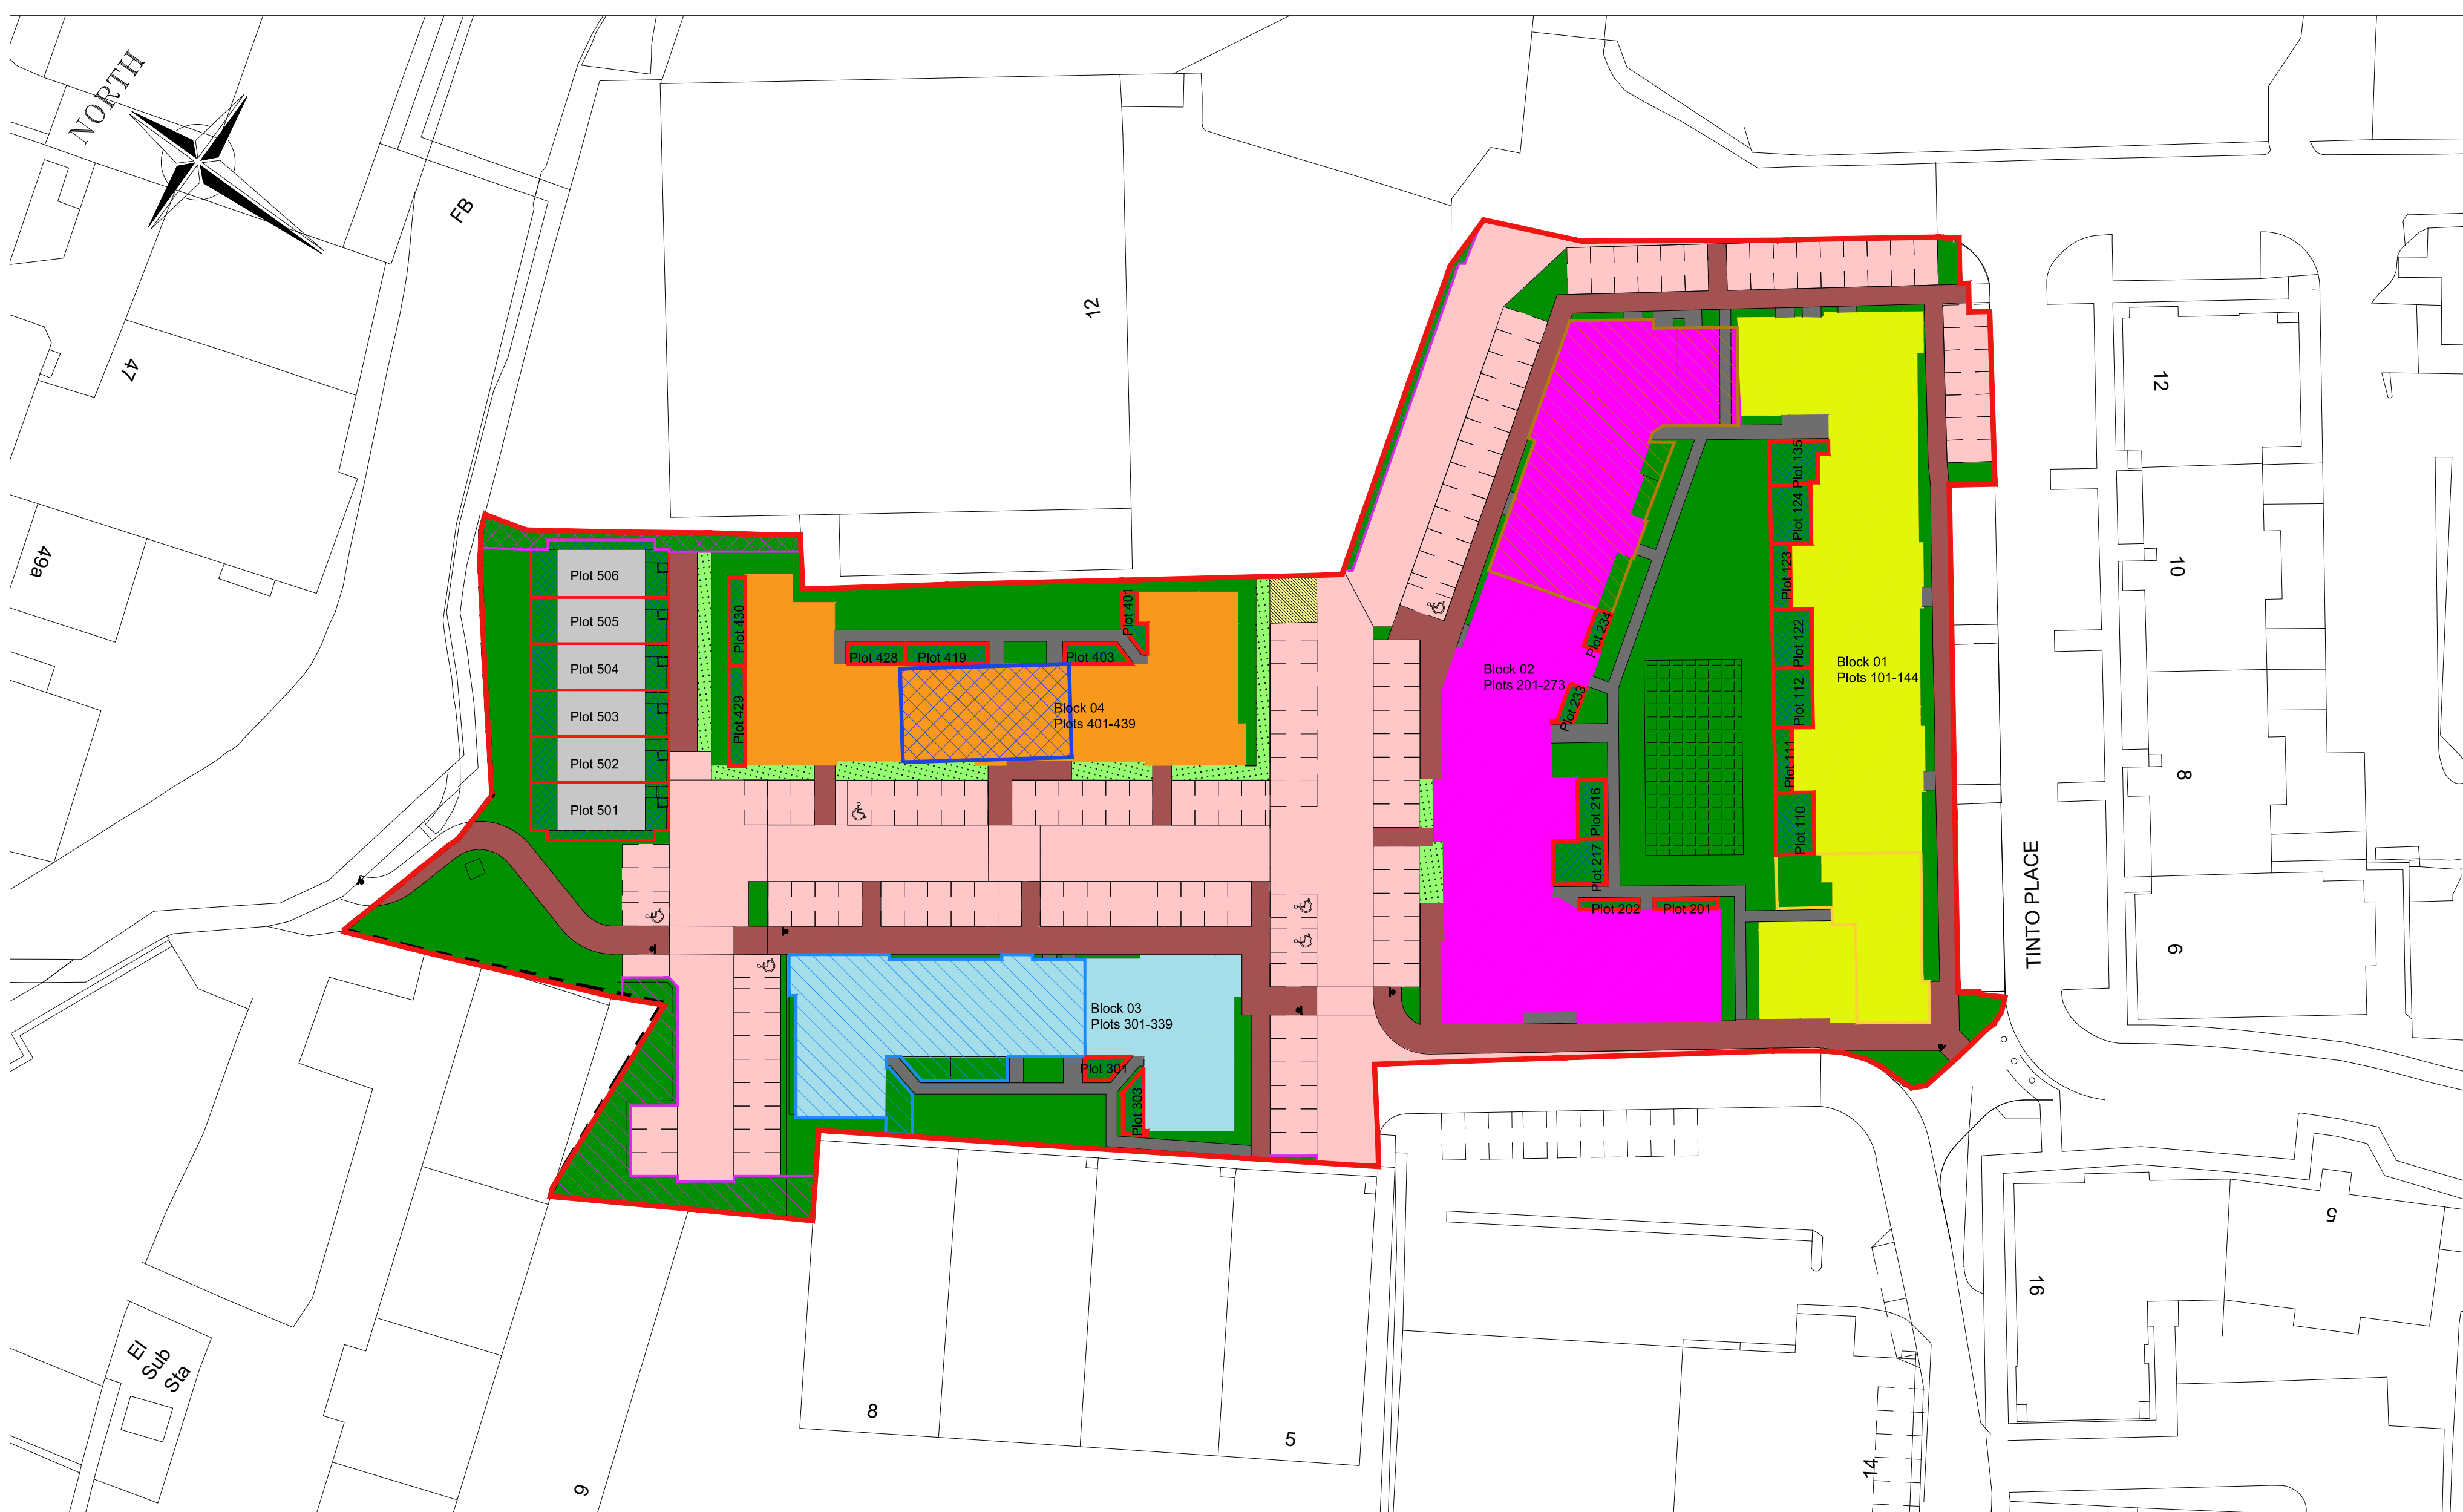 NORTH
FB
12
47
49a
12
10
8
6
TINTO PLACE
Plot 506
Plot 505
Plot 504
Plot 503
Plot 502
Plot 501
Plot 430
Plot 429
Plot 428
Plot 419
Plot 403
Plot 401
Block 04
Plots 401-439
Block 02
Plots 201-273
Plot 234
Plot 233
Plot 216
Plot 217
Plot 202
Plot 201
Plot 135
Plot 124
Plot 123
Plot 122
Plot 112
Plot 111
Plot 110
Block 01
Plots 101-144
Block 03
Plots 301-339
Plot 301
Plot 303
El
Sub
Sta
9
8
5
14
16
5